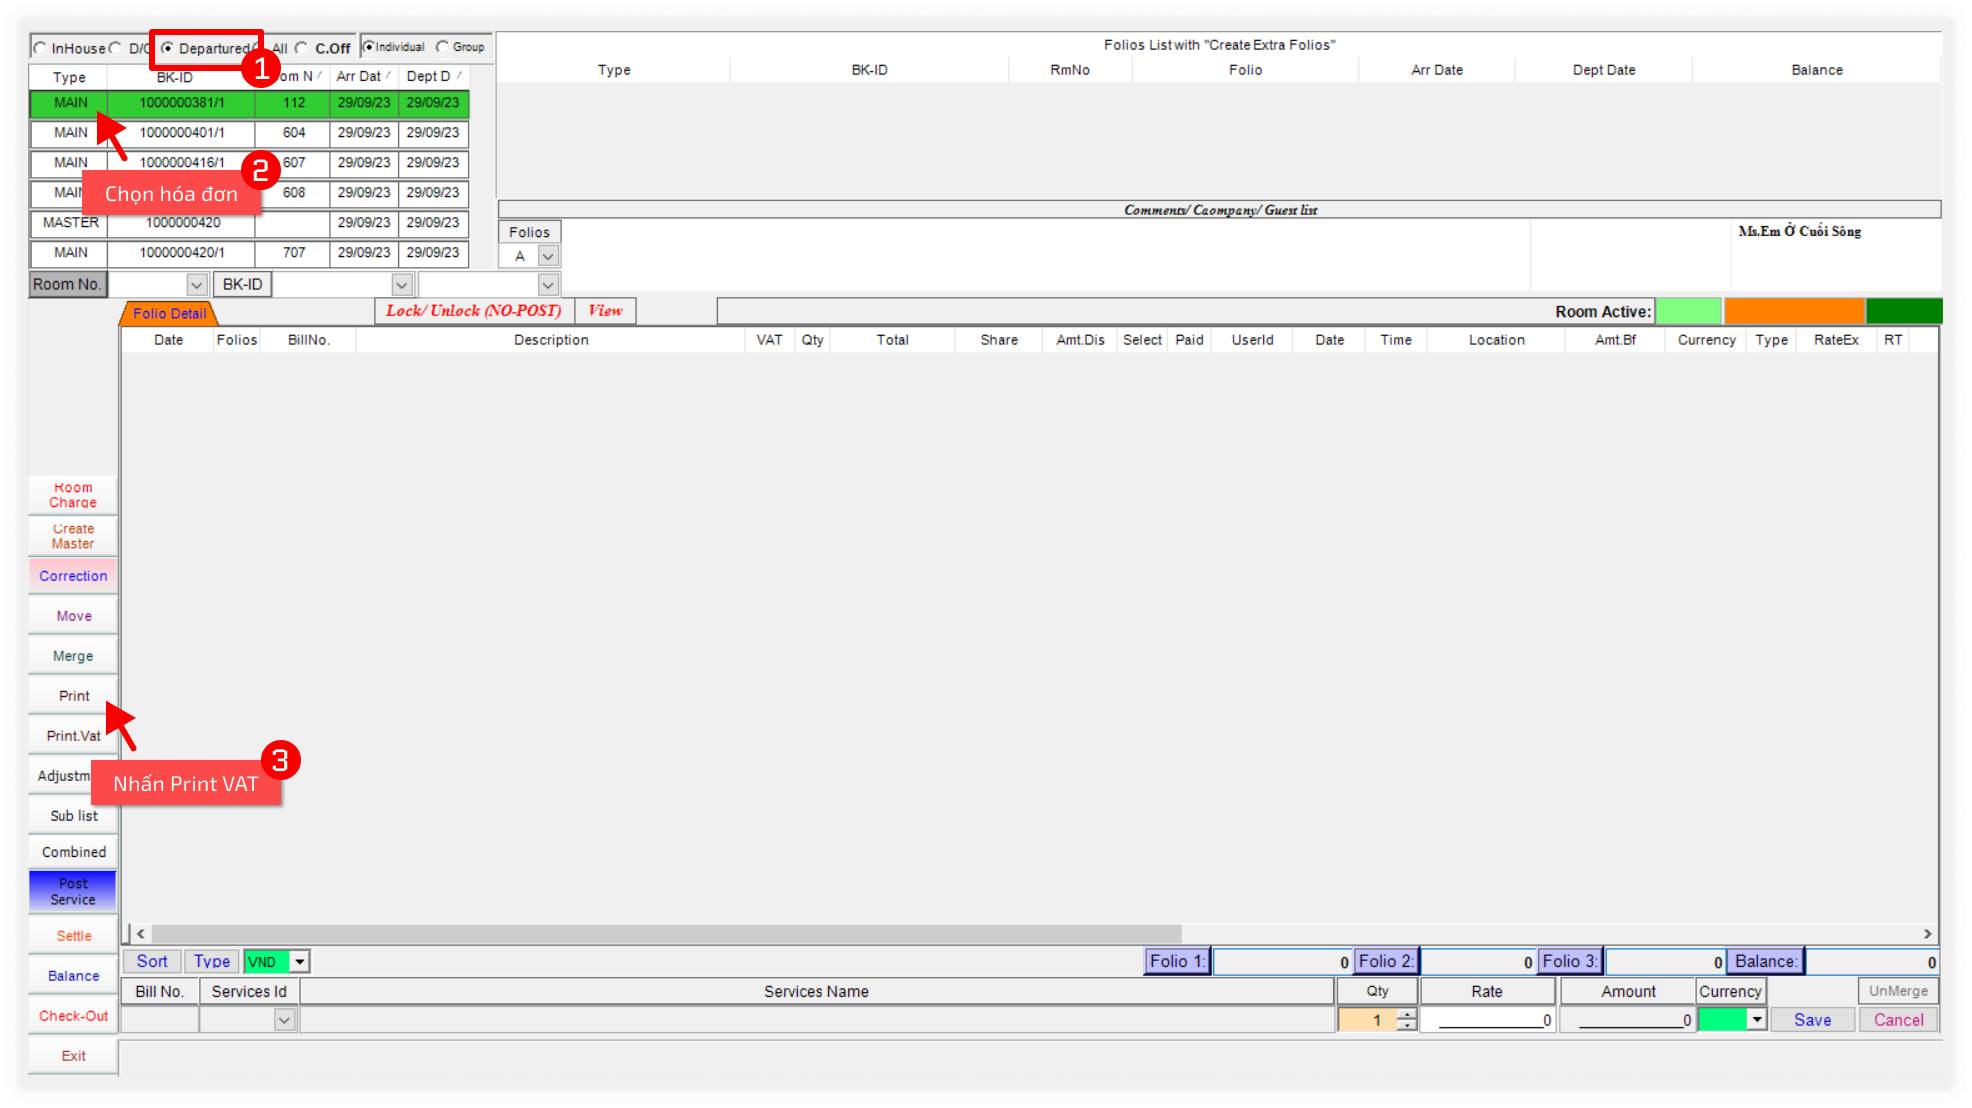 InHouse D/ Departured All C.Off Individual Group
1
Type BK-ID om N Arr Dat Dept D
MAIN 1000000381/1 112 29/09/23 29/09/23
MAIN 1000000401/1 604 29/09/23 29/09/23
MAIN 1000000416/1 607 29/09/23 29/09/23
2
Chọn hóa đơn
MAIN 608 29/09/23 29/09/23
MASTER 1000000420 29/09/23 29/09/23
MAIN 1000000420/1 707 29/09/23 29/09/23
Room No. BK-ID
Folios List with "Create Extra Folios"
Type BK-ID RmNo Folio Arr Date Dept Date Balance
Comments/ Caompany/ Guest list
Folios
A
Ms.Em Ở Cuối Sông
Folio Detail Lock/ Unlock (NO-POST) View Room Active:
Date Folios BillNo. Description VAT Qty Total Share Amt.Dis Select Paid UserId Date Time Location Amt.Bf Currency Type RateEx RT
Room
Charge
Create
Master
Correction
Move
Merge
Print
Print.Vat
Adjustm
3
Nhấn Print VAT
Sub list
Combined
Post
Service
Settle
Balance
Check-Out
Exit
Sort Type VND Folio 1: 0 Folio 2: 0 Folio 3: 0 Balance: 0
Bill No. Services Id Services Name Qty Rate Amount Currency UnMerge
1 0 0 Save Cancel